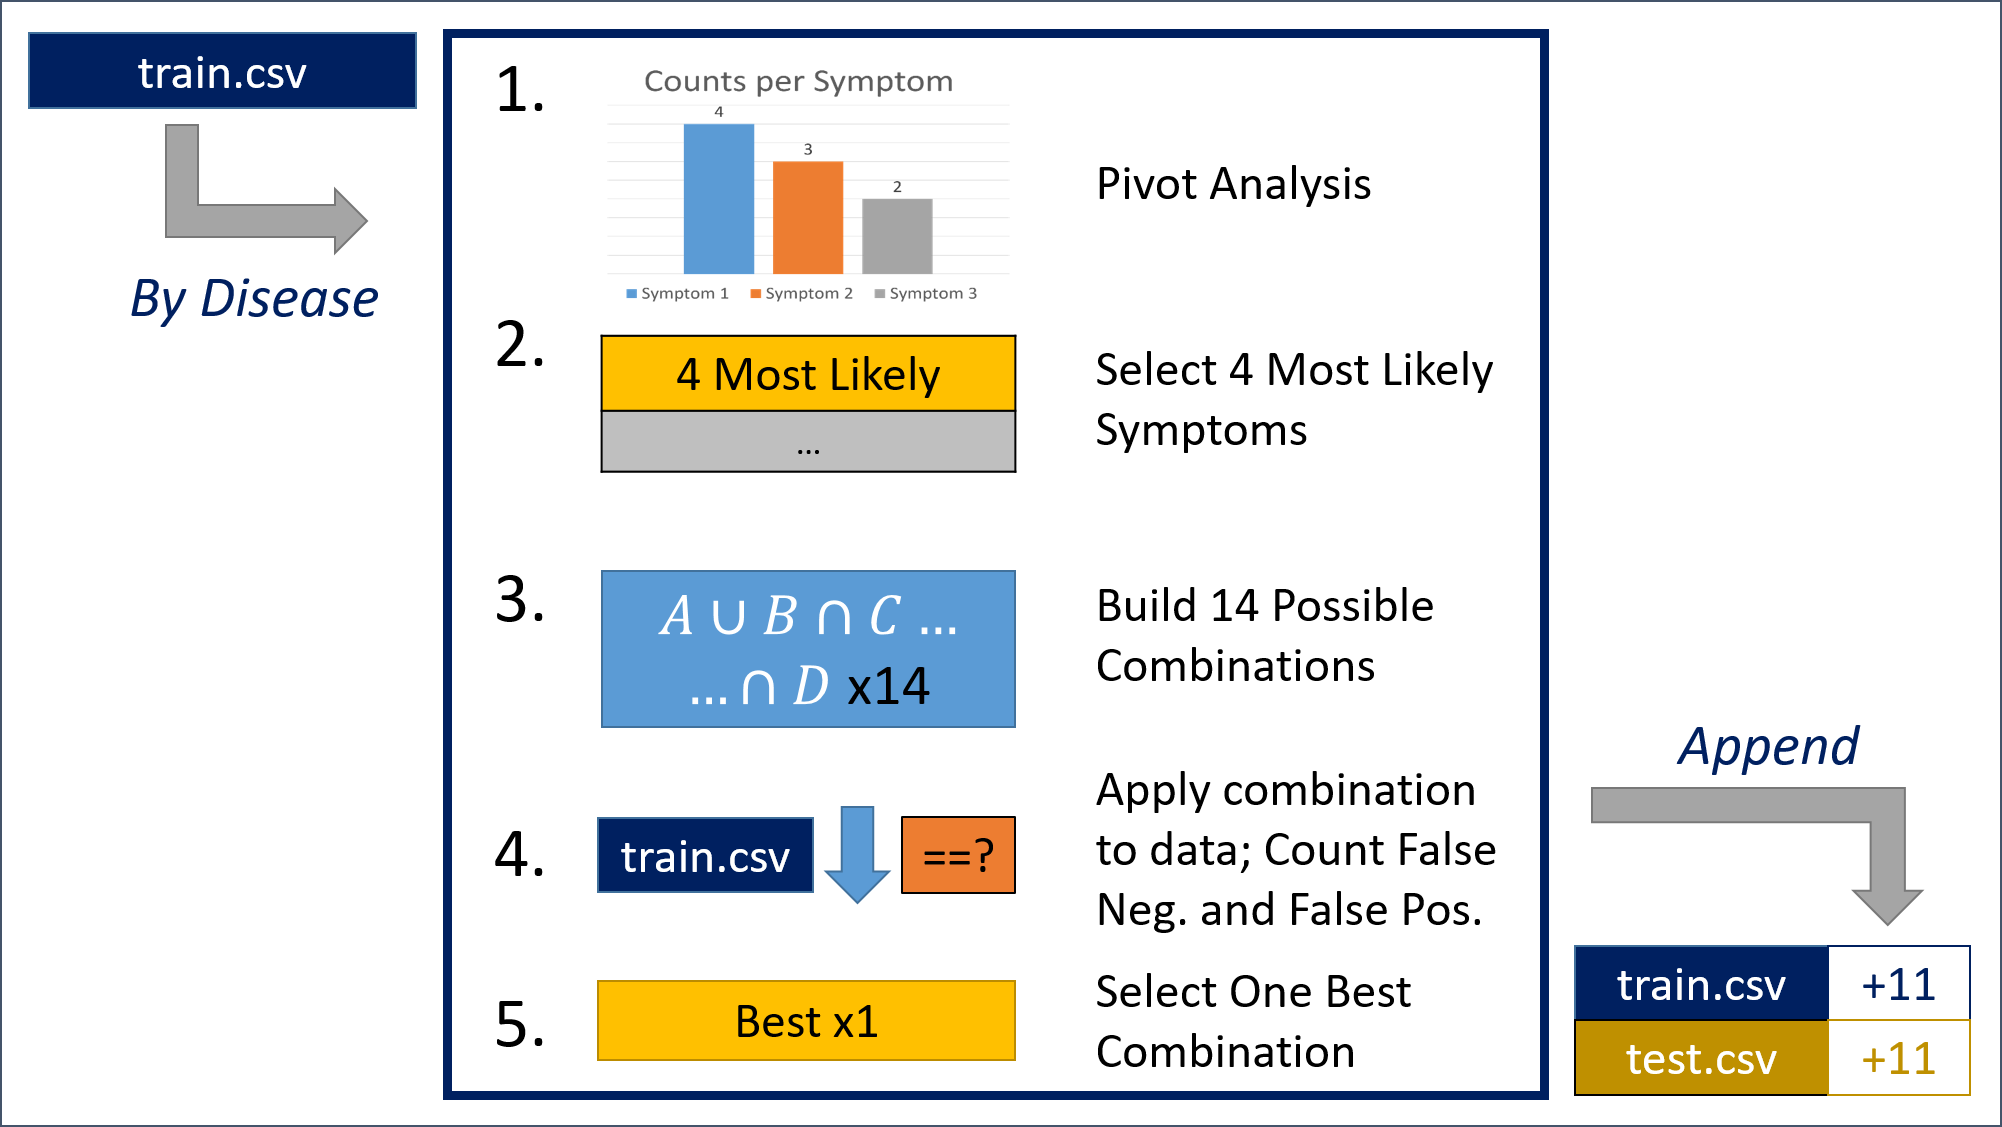 train.csv
By Disease
1.
Counts per Symptom
4
3
2
Symptom 1 Symptom 2 Symptom 3
Pivot Analysis
2.
4 Most Likely
...
Select 4 Most Likely
Symptoms
3.
A ∪ B ∩ C ...
... ∩ D x14
Build 14 Possible
Combinations
4.
train.csv
==?
Apply combination
to data; Count False
Neg. and False Pos.
5.
Best x1
Select One Best
Combination
Append
train.csv +11
test.csv +11